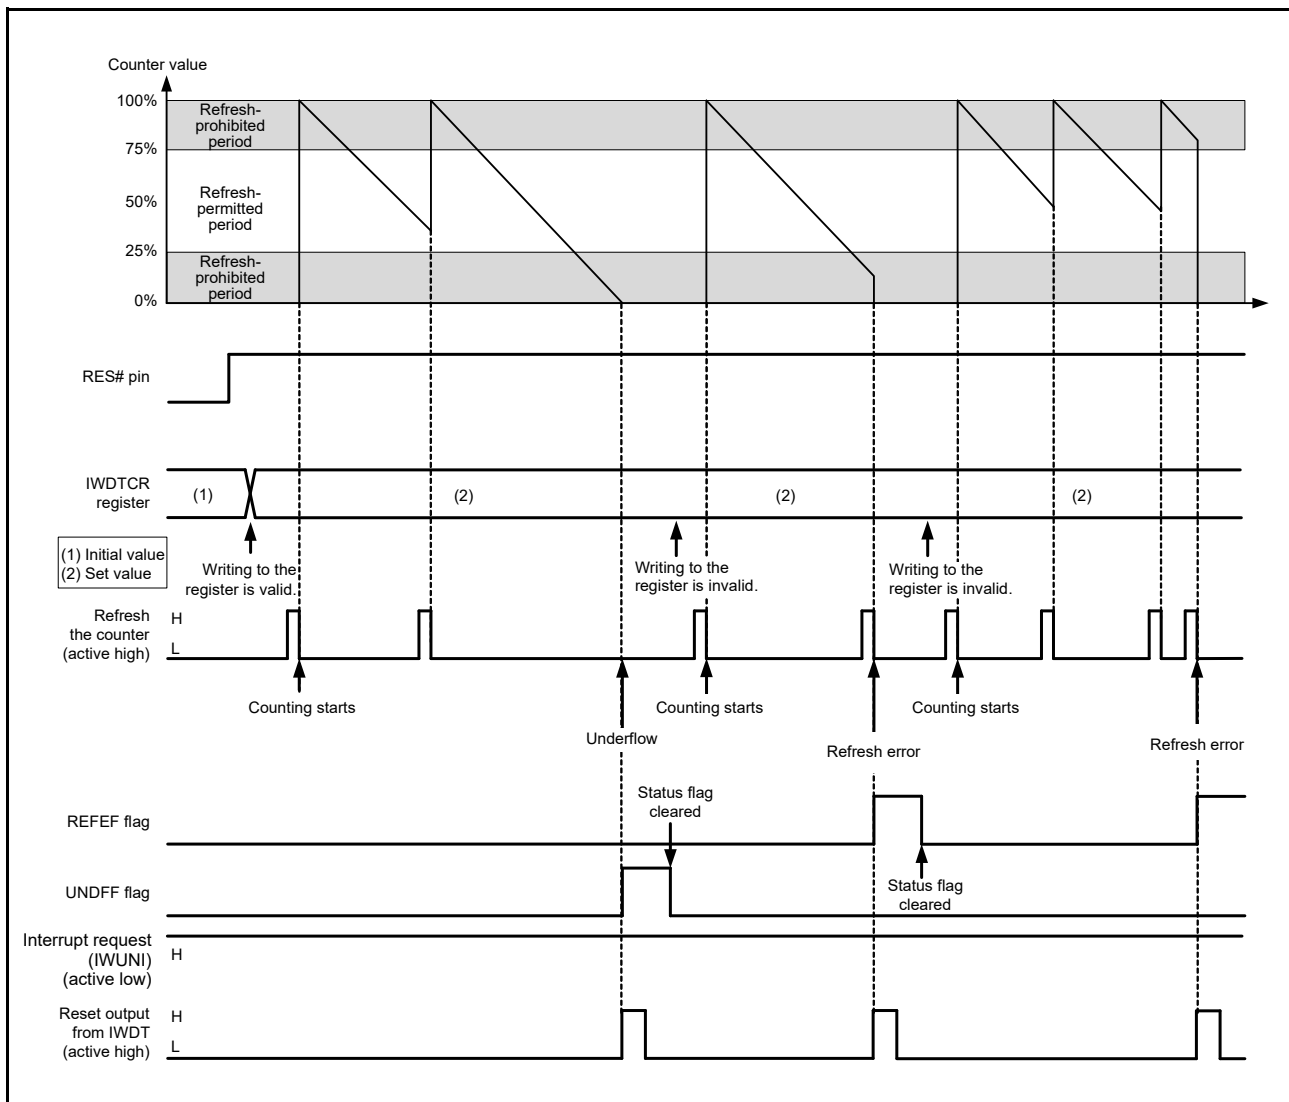 Counter value
100%
Refresh-
prohibited
period
75%
Refresh-
permitted
period
50%
25%
Refresh-
prohibited
period
0%
RES# pin
IWDTCR
register
(1)
(2)
(2)
(2)
(1) Initial value
(2) Set value
Writing to the
register is valid.
Writing to the
register is invalid.
Writing to the
register is invalid.
Refresh
the counter
(active high)
H
L
Counting starts
Counting starts
Counting starts
Underflow
Refresh error
Refresh error
Status flag
cleared
REFEF flag
Status flag
cleared
UNDFF flag
Interrupt request
(IWUNI)
(active low)
H
Reset output
from IWDT
(active high)
H
L